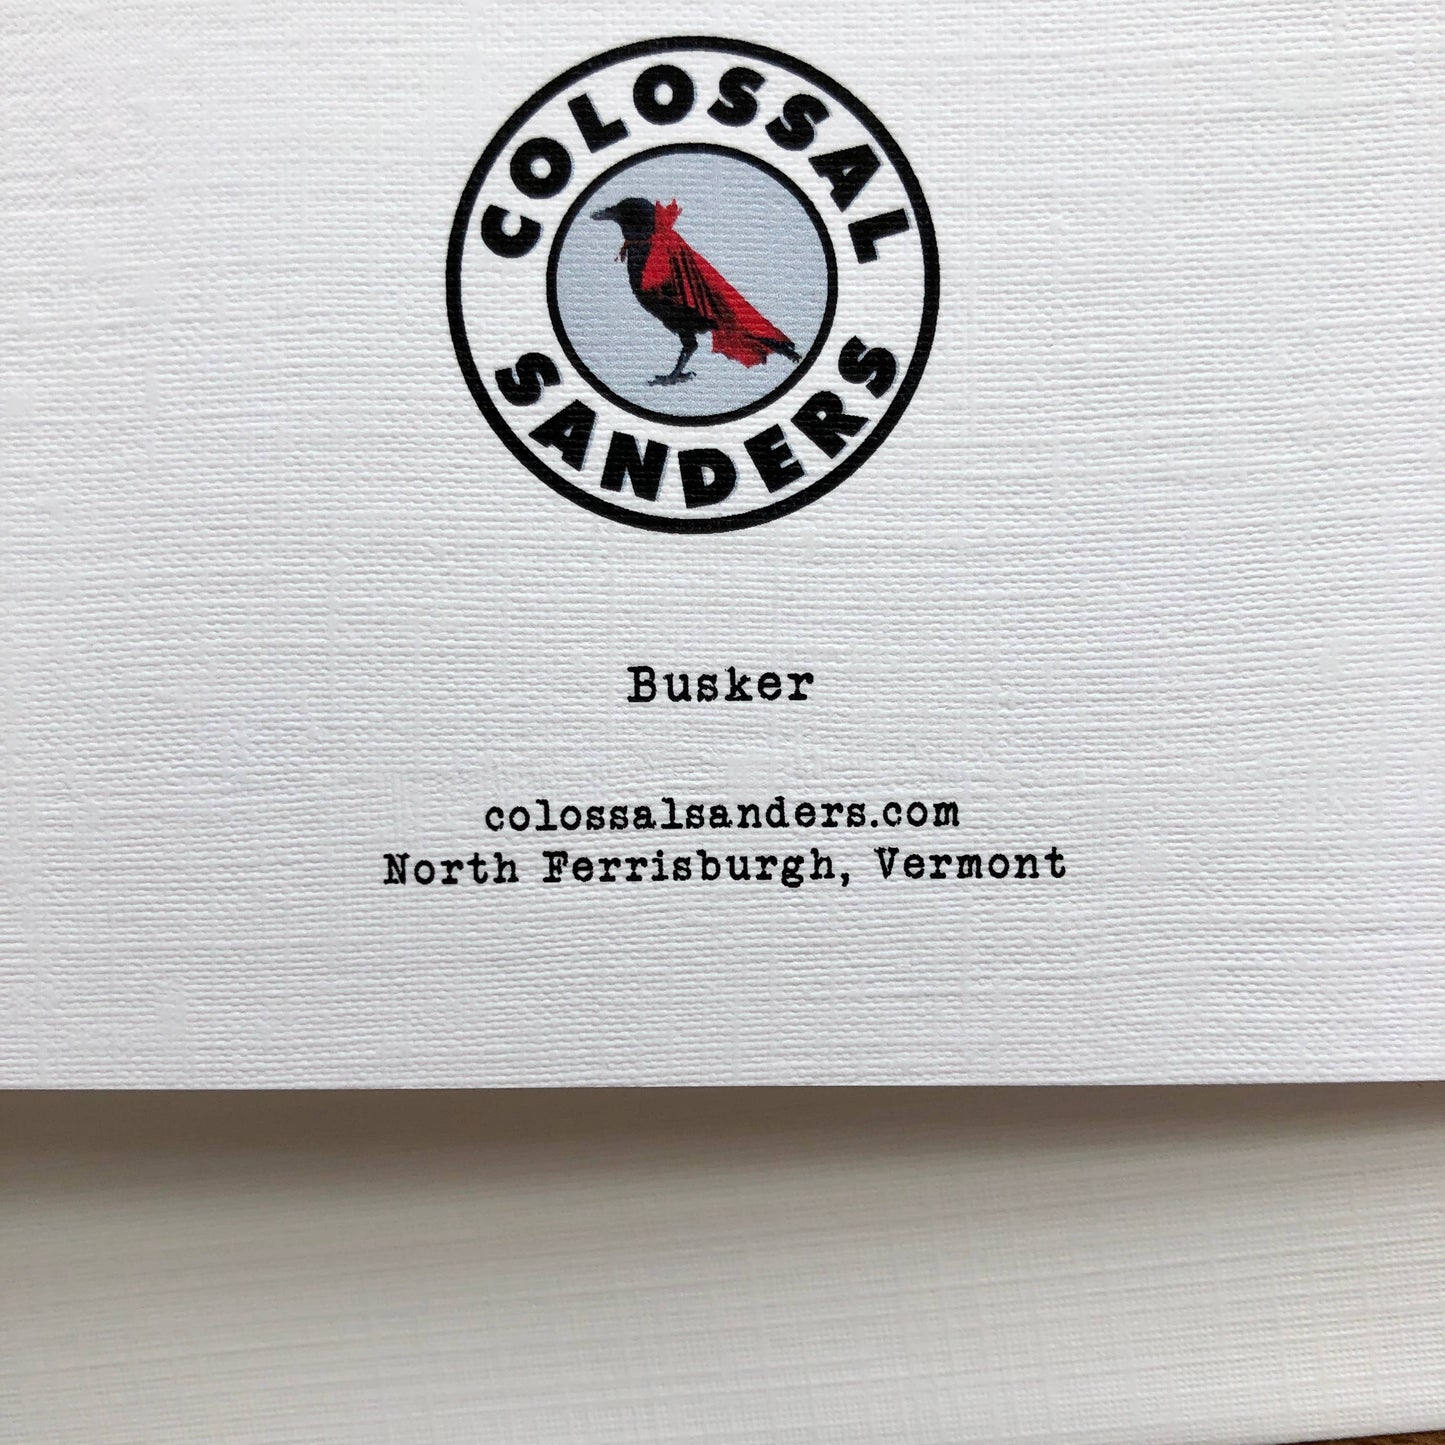 COLOSSAL
SANDERS
Busker
colossalsanders.com
North Ferrisburgh, Vermont